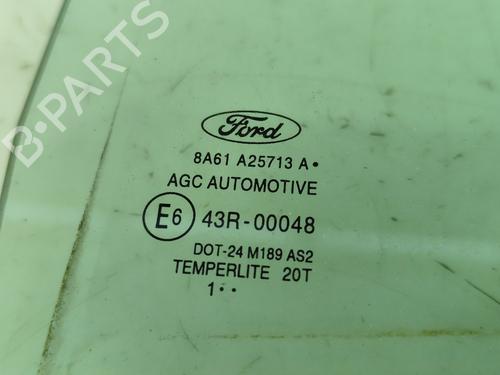 B-PARTS
Ford
8A61 A25713 A•
AGC AUTOMOTIVE
E6 43R-00048
DOT-24 M189 AS2
TEMPERLITE 20T
1••